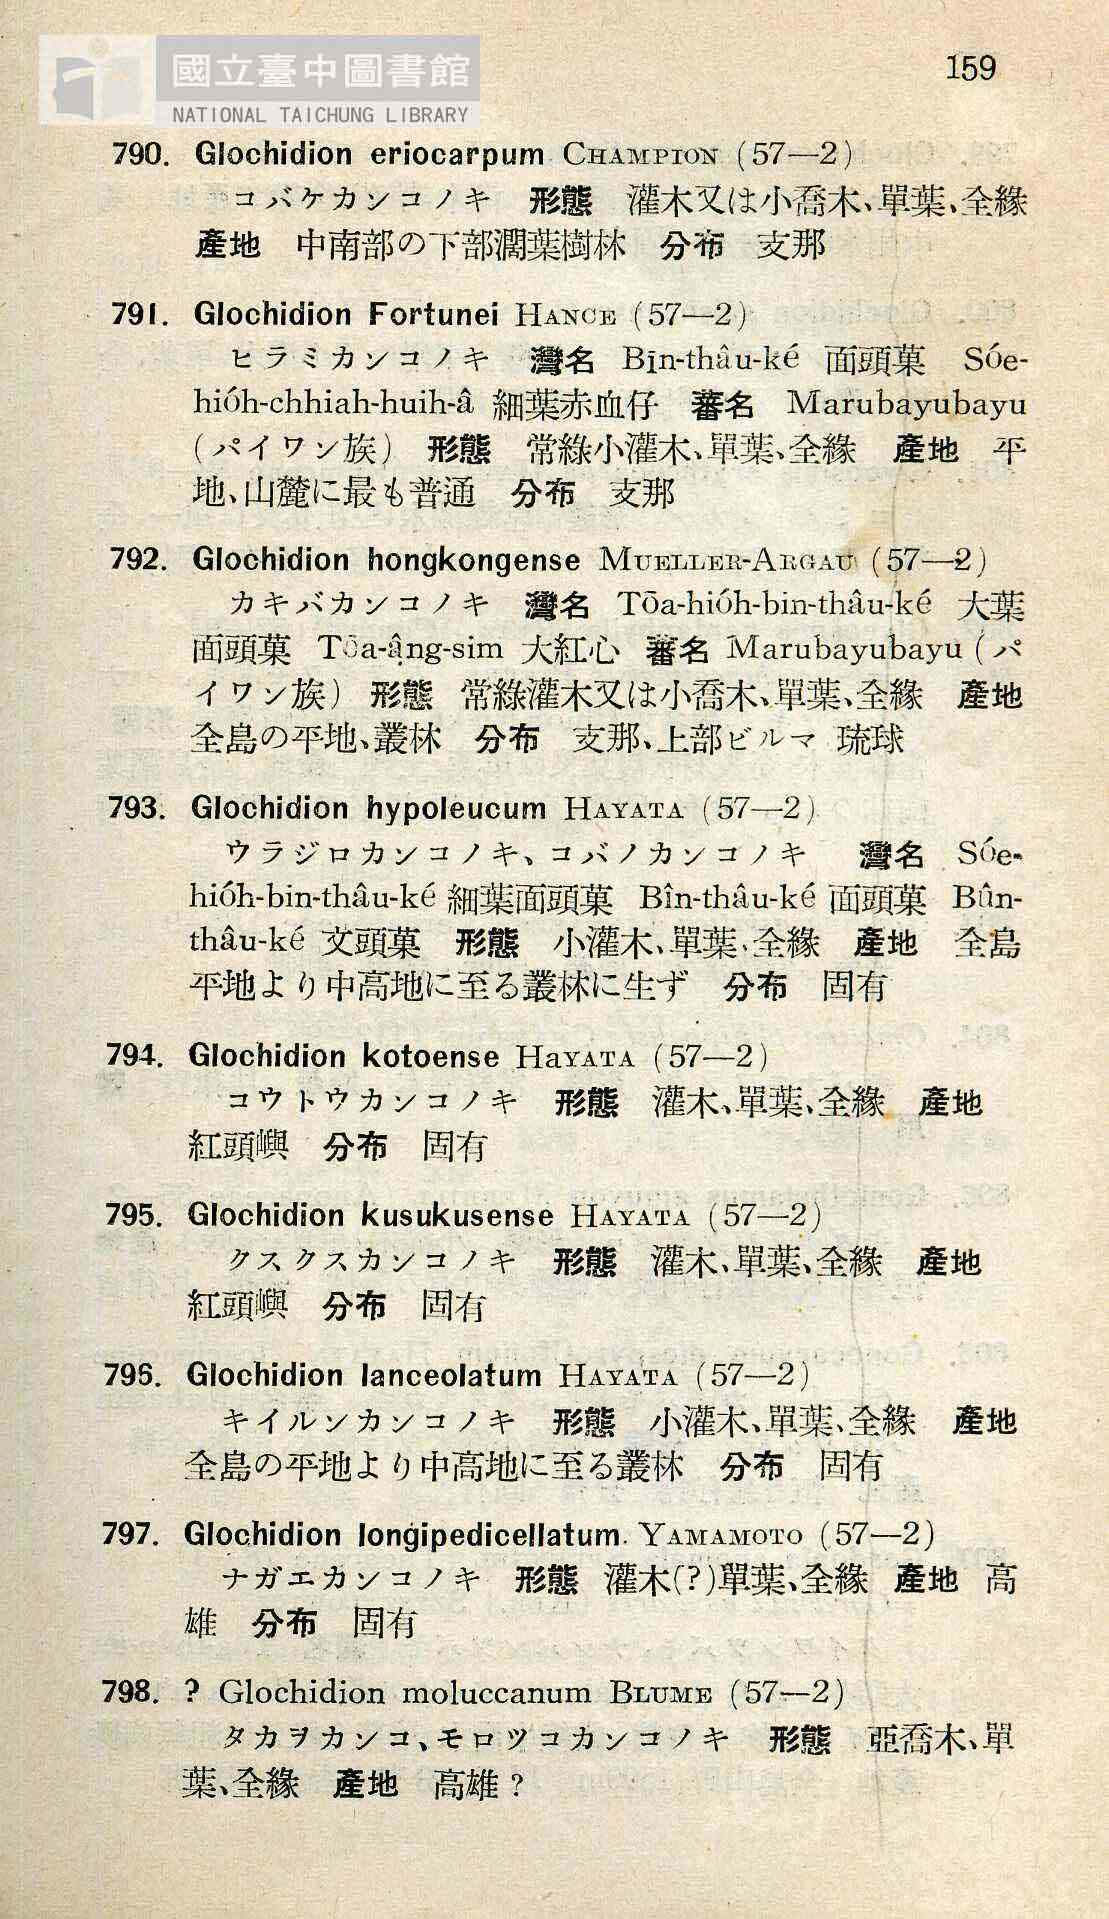 國立臺中圖書館
NATIONAL TAICHUNG LIBRARY
159
790. Glochidion eriocarpum CHAMPION (57—2)
コバケカンコノキ 形態 灌木又は小喬木、單葉、全緣
產地 中南部の下部濶葉樹林 分布 支那
791. Glochidion Fortunei HANCE (57—2)
ヒラミカンコノキ 灣名 Bīn-thâu-ké 面頭菓 Sóe-
hióh-chhiah-huih-â 細葉赤血仔 蕃名 Marubayubayu
(パイワン族) 形態 常綠小灌木、單葉、全緣 產地 平
地、山麓に最も普通 分布 支那
792. Glochidion hongkongense MUELLER-ARGAU (57—2)
カキバカンコノキ 灣名 Tōa-hióh-bin-thâu-ké 大葉
面頭菓 Tōa-âng-sim 大紅心 蕃名 Marubayubayu (パ
イワン族) 形態 常綠灌木又は小喬木、單葉、全緣 產地
全島の平地、叢林 分布 支那、上部ビルマ 琉球
793. Glochidion hypoleucum HAYATA (57—2)
ウラジロカンコノキ、コバノカンコノキ 灣名 Sóe-
hióh-bin-thâu-ké 細葉面頭菓 Bîn-thâu-ké 面頭菓 Bûn-
thâu-ké 文頭菓 形態 小灌木、單葉、全緣 產地 全島
平地より中高地に至る叢林に生ず 分布 固有
794. Glochidion kotoense HAYATA (57—2)
コウトウカンコノキ 形態 灌木、單葉、全緣 產地
紅頭嶼 分布 固有
795. Glochidion kusukusense HAYATA (57—2)
クスクスカンコノキ 形態 灌木、單葉、全緣 產地
紅頭嶼 分布 固有
796. Glochidion lanceolatum HAYATA (57—2)
キイルンカンコノキ 形態 小灌木、單葉、全緣 產地
全島の平地より中高地に至る叢林 分布 固有
797. Glochidion longipedicellatum YAMAMOTO (57—2)
ナガエカンコノキ 形態 灌木(?)單葉、全緣 產地 高
雄 分布 固有
798. ? Glochidion moluccanum BLUME (57—2)
タカヲカンコ、モロツコカンコノキ 形態 亞喬木、單
葉、全緣 產地 高雄?